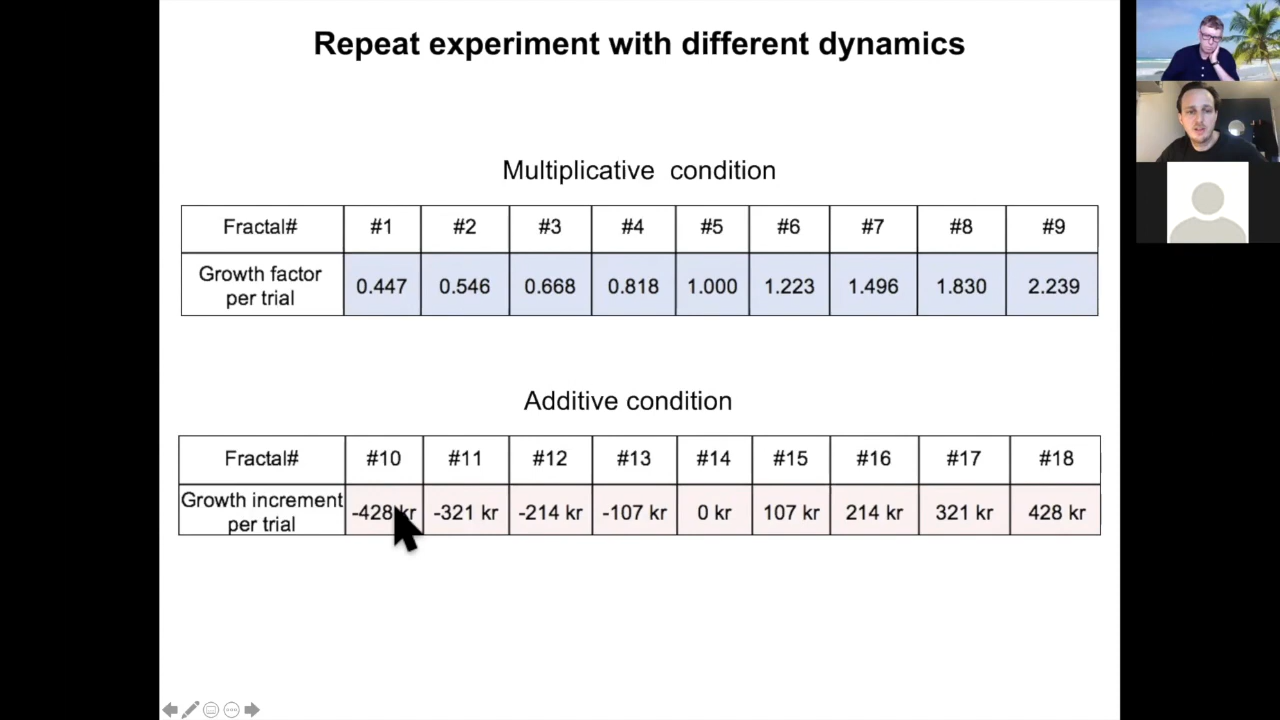 Repeat experiment with different dynamics
Multiplicative condition
Fractal# #1 #2 #3 #4 #5 #6 #7 #8 #9
Growth factor per trial 0.447 0.546 0.668 0.818 1.000 1.223 1.496 1.830 2.239
Additive condition
Fractal# #10 #11 #12 #13 #14 #15 #16 #17 #18
Growth increment per trial -428 kr -321 kr -214 kr -107 kr 0 kr 107 kr 214 kr 321 kr 428 kr